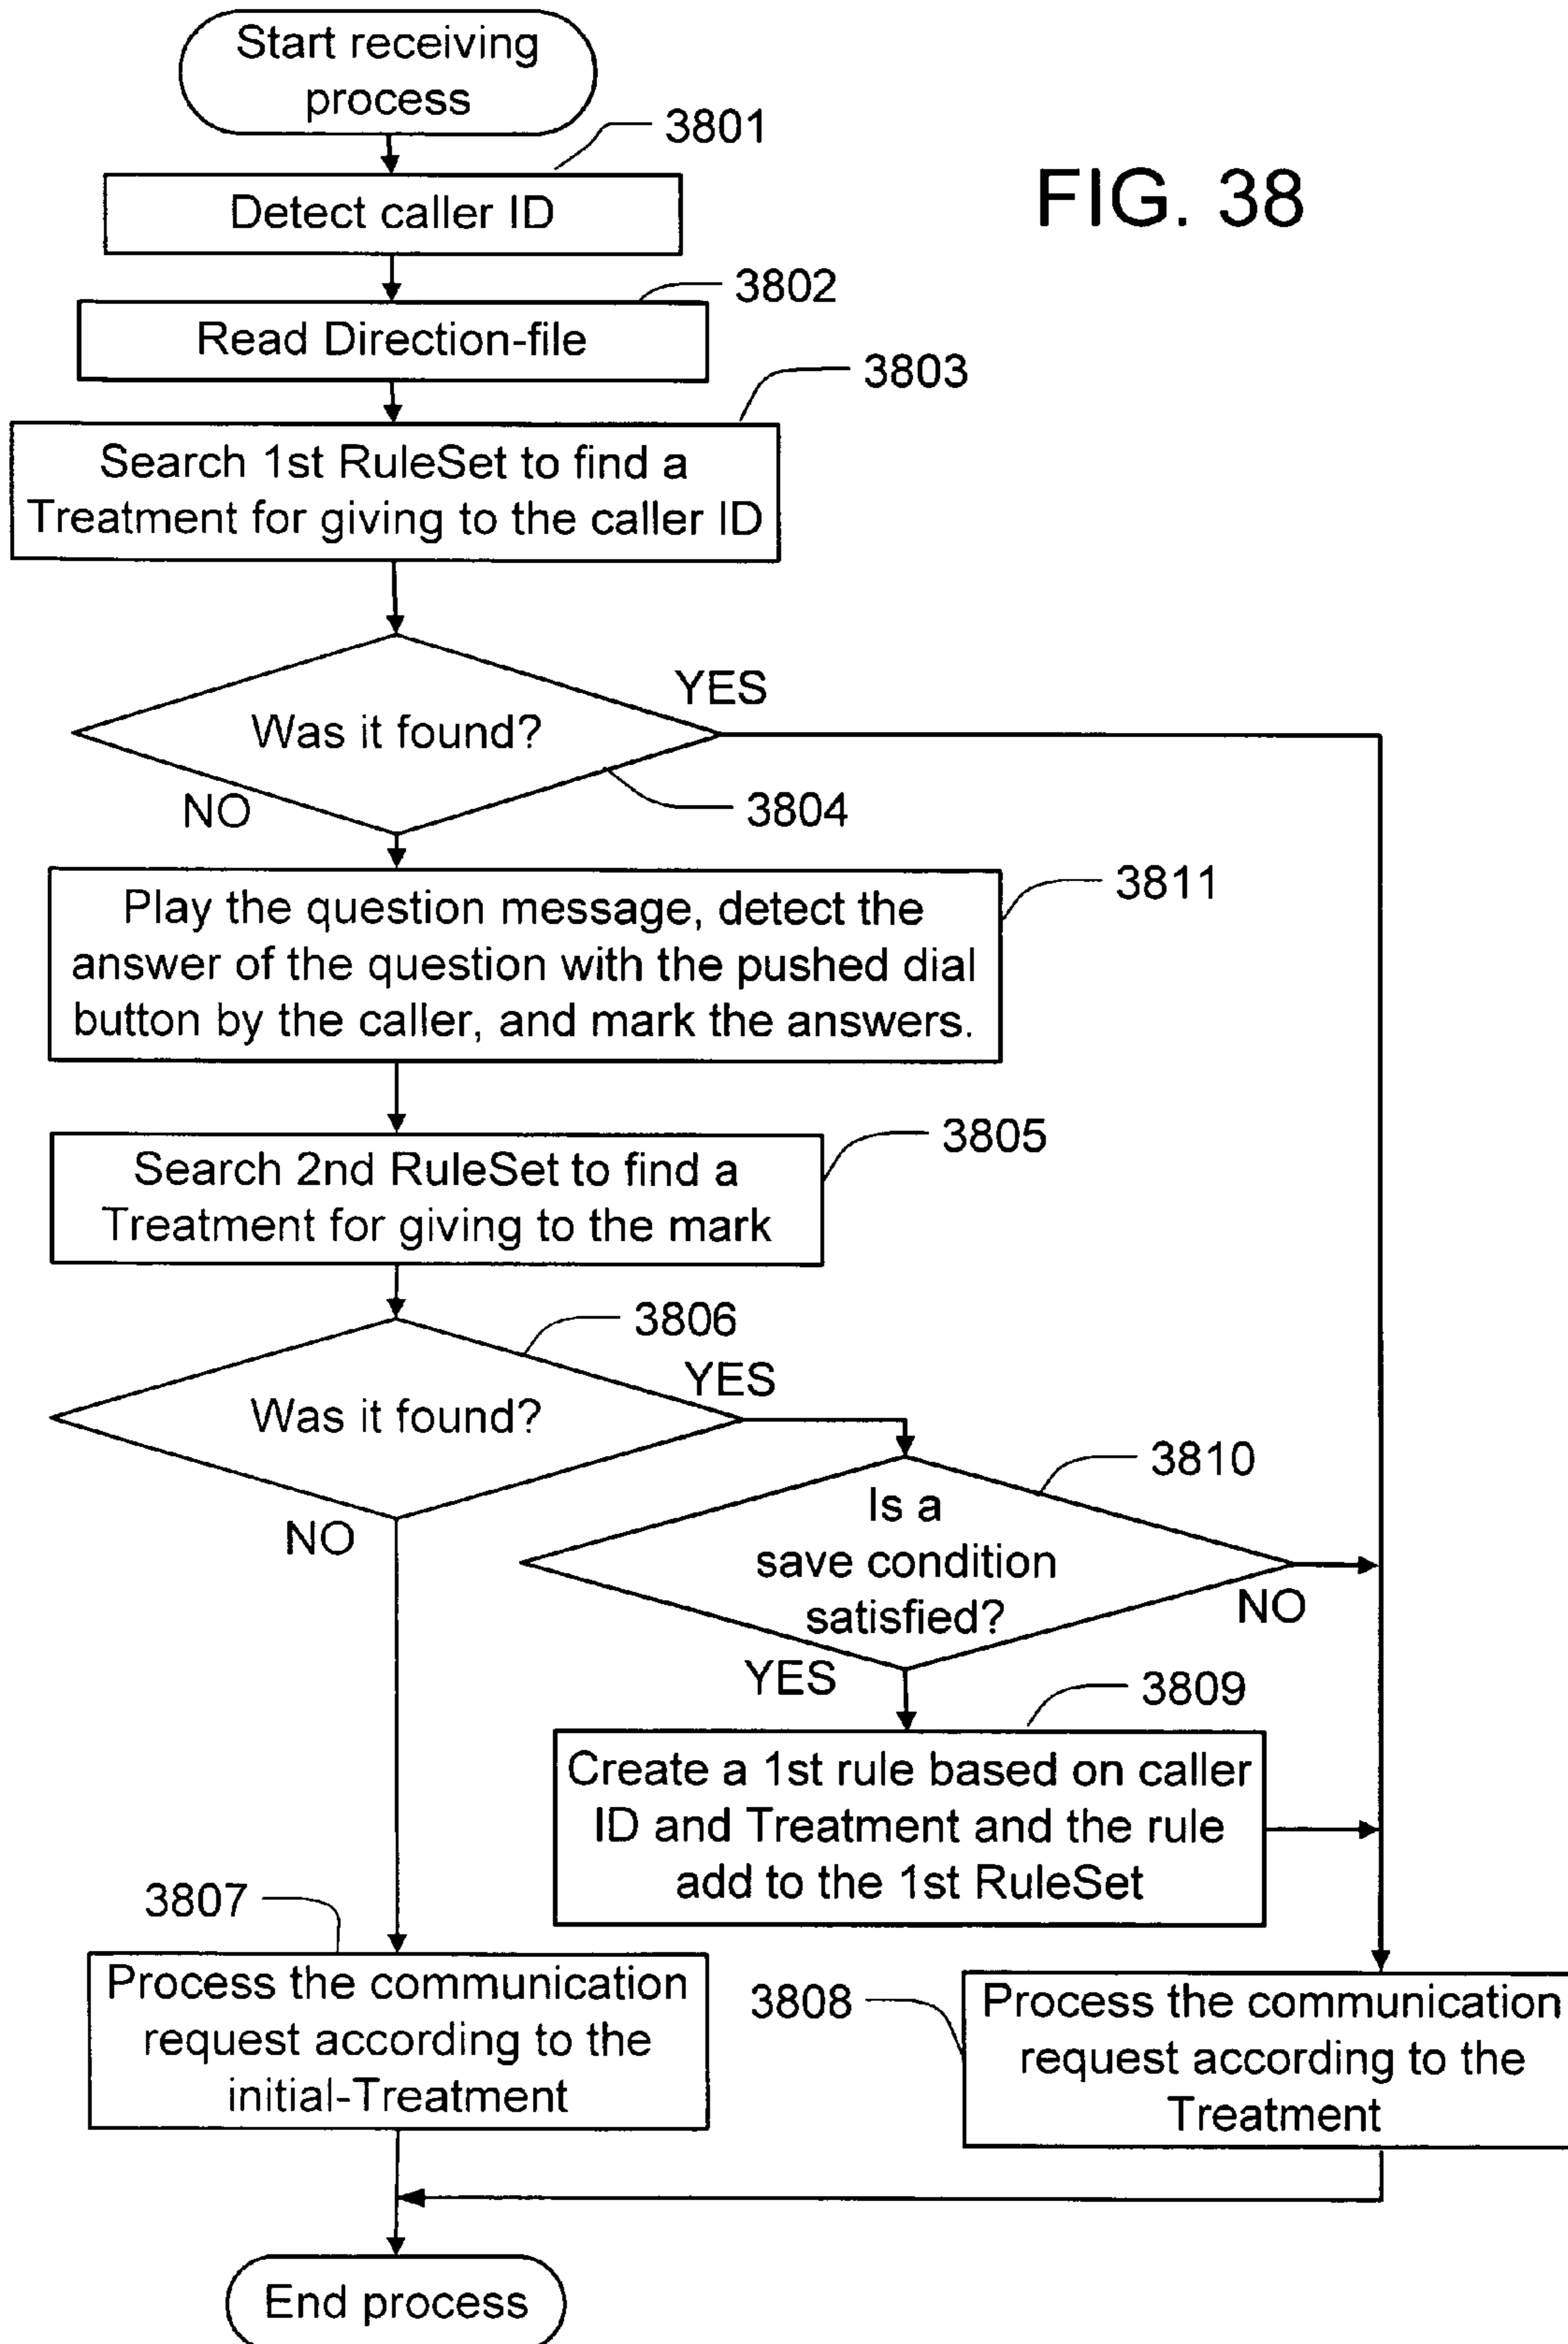 Start receiving
process
3801
FIG. 38
Detect caller ID
3802
Read Direction-file
3803
Search 1st RuleSet to find a
Treatment for giving to the caller ID
YES
Was it found?
NO
3804
3811
Play the question message, detect the
answer of the question with the pushed dial
button by the caller, and mark the answers.
3805
Search 2nd RuleSet to find a
Treatment for giving to the mark
3806
YES
Was it found?
3810
NO
Is a
save condition
satisfied?
NO
YES
3809
Create a 1st rule based on caller
ID and Treatment and the rule
add to the 1st RuleSet
3807
Process the communication
request according to the
initial-Treatment
3808
Process the communication
request according to the
Treatment
End process